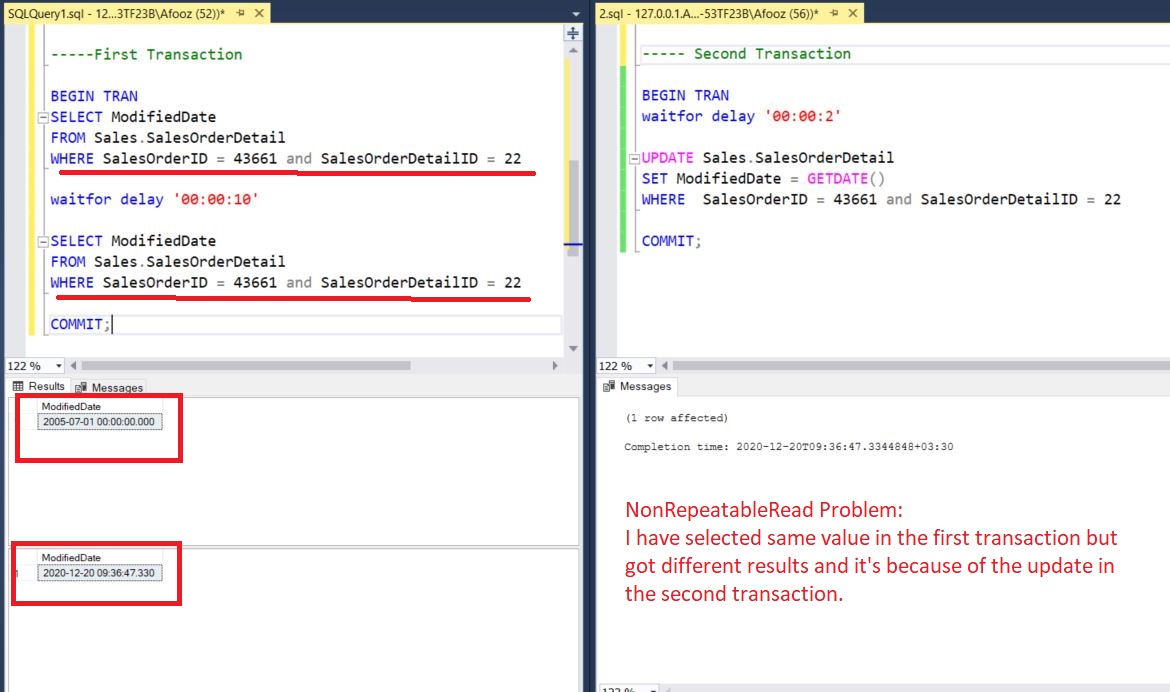 SQLQuery1.sql - 12...3TF23B\Afooz (52))*
-----First Transaction
BEGIN TRAN
SELECT ModifiedDate
FROM Sales.SalesOrderDetail
WHERE SalesOrderID = 43661 and SalesOrderDetailID = 22
waitfor delay '00:00:10'
SELECT ModifiedDate
FROM Sales.SalesOrderDetail
WHERE SalesOrderID = 43661 and SalesOrderDetailID = 22
COMMIT;
122 %
Results Messages
ModifiedDate
2005-07-01 00:00:00.000
ModifiedDate
1 2020-12-20 09:36:47.330
2.sql - 127.0.0.1.A...-53TF23B\Afooz (56))*
----- Second Transaction
BEGIN TRAN
waitfor delay '00:00:2'
UPDATE Sales.SalesOrderDetail
SET ModifiedDate = GETDATE()
WHERE  SalesOrderID = 43661 and SalesOrderDetailID = 22
COMMIT;
122 %
Messages
(1 row affected)
Completion time: 2020-12-20T09:36:47.3344848+03:30
NonRepeatableRead Problem:
I have selected same value in the first transaction but
got different results and it's because of the update in
the second transaction.
122 %